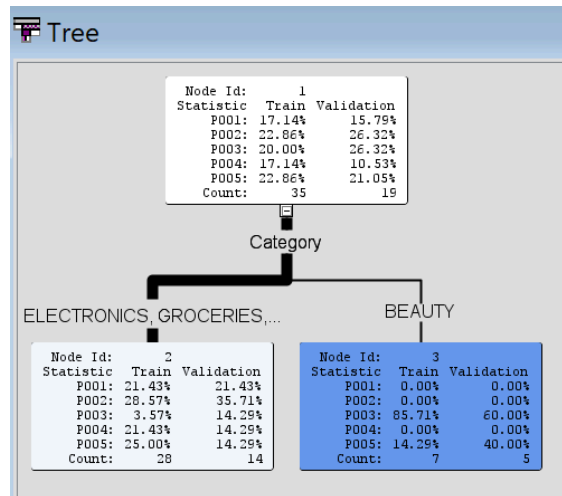 Tree
Node Id: 1
Statistic Train Validation
P001: 17.14% 15.79%
P002: 22.86% 26.32%
P003: 20.00% 26.32%
P004: 17.14% 10.53%
P005: 22.86% 21.05%
Count: 35 19
Category
ELECTRONICS, GROCERIES,...
BEAUTY
Node Id: 2
Statistic Train Validation
P001: 21.43% 21.43%
P002: 28.57% 35.71%
P003: 3.57% 14.29%
P004: 21.43% 14.29%
P005: 25.00% 14.29%
Count: 28 14
Node Id: 3
Statistic Train Validation
P001: 0.00% 0.00%
P002: 0.00% 0.00%
P003: 85.71% 60.00%
P004: 0.00% 0.00%
P005: 14.29% 40.00%
Count: 7 5